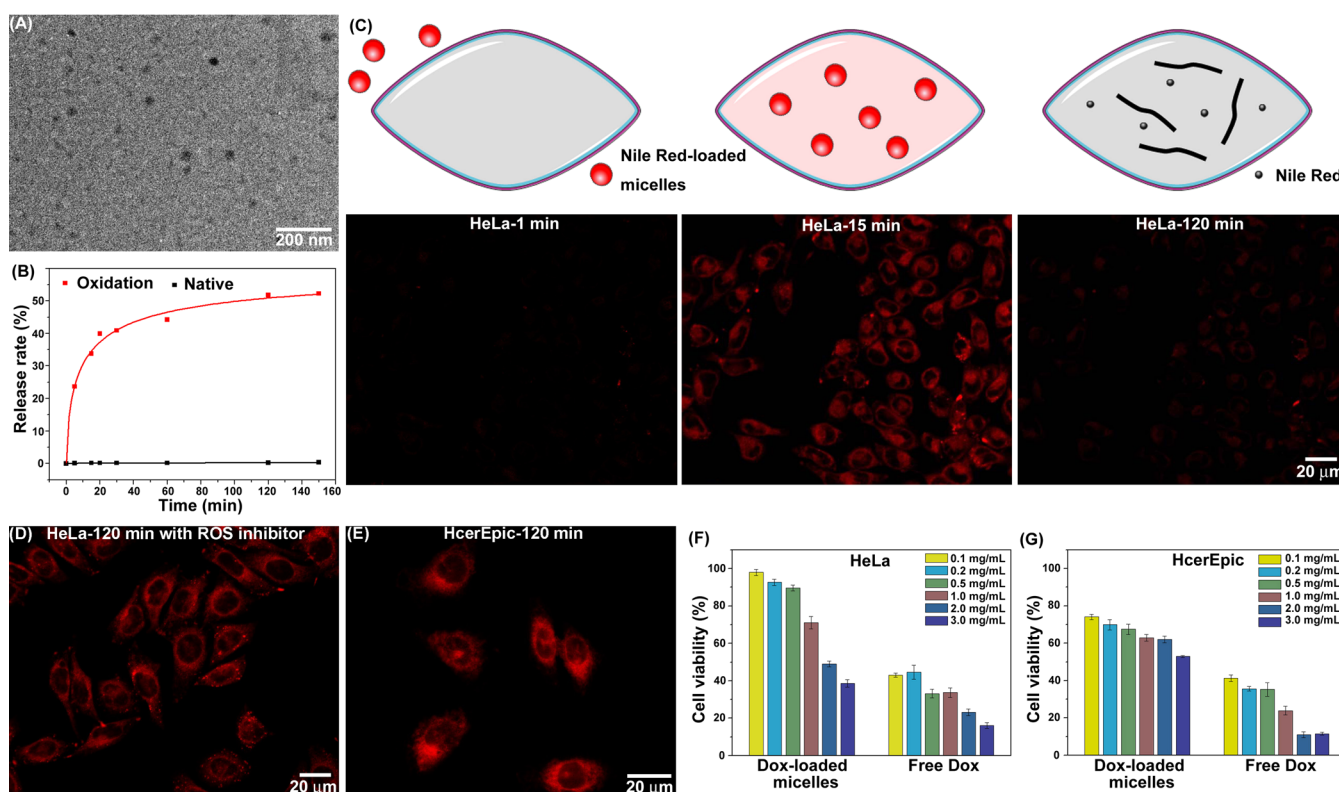 (A)
200 nm
(B)
Oxidation
Native
Release rate (%)
50
40
30
20
10
0
0
20
40
60
80
100
120
140
160
Time (min)
(C)
Nile Red-loaded
micelles
Nile Red
HeLa-1 min
HeLa-15 min
HeLa-120 min
20 μm
(D)
HeLa-120 min with ROS inhibitor
20 μm
(E)
HcerEpic-120 min
20 μm
(F)
HeLa
0.1 mg/mL
0.2 mg/mL
0.5 mg/mL
1.0 mg/mL
2.0 mg/mL
3.0 mg/mL
Cell viability (%)
100
80
60
40
20
0
Dox-loaded
micelles
Free Dox
(G)
HcerEpic
0.1 mg/mL
0.2 mg/mL
0.5 mg/mL
1.0 mg/mL
2.0 mg/mL
3.0 mg/mL
Cell viability (%)
100
80
60
40
20
0
Dox-loaded
micelles
Free Dox